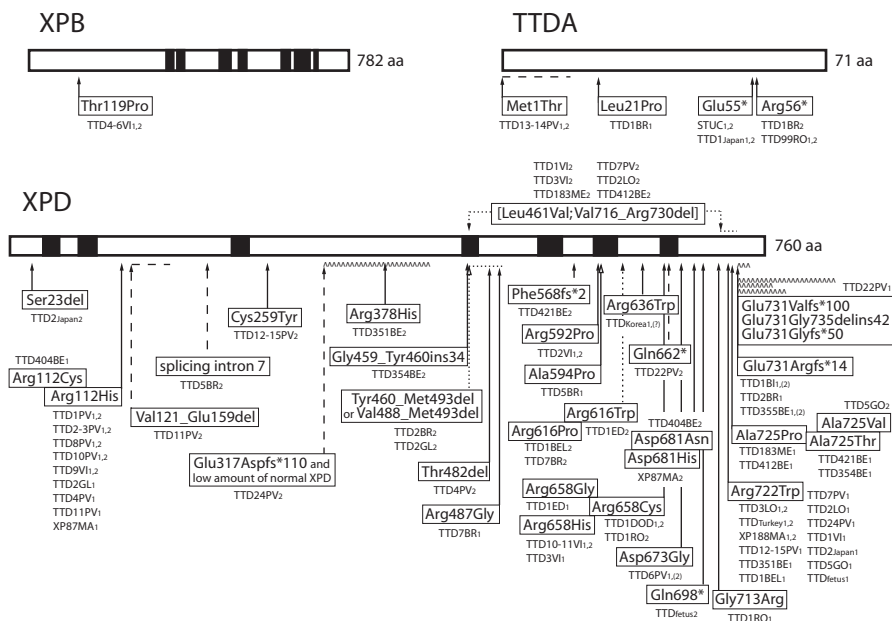 XPB
782 aa
Thr119Pro
TTD4-6VI1,2
TTDA
71 aa
Met1Thr
TTD13-14PV1,2
Leu21Pro
TTD1BR1
Glu55*
STUC1,2
TTD1Japan1,2
Arg56*
TTD1BR2
TTD99RO1,2
XPD
TTD1VI2
TTD3VI2
TTD183ME2
TTD7PV2
TTD2LO2
TTD412BE2
[Leu461Val;Val716_Arg730del]
760 aa
Ser23del
TTD2Japan2
TTD404BE1
Arg112Cys
Arg112His
TTD1PV1,2
TTD2-3PV1,2
TTD8PV1,2
TTD10PV1,2
TTD9VI1,2
TTD2GL1
TTD4PV1
TTD11PV1
XP87MA1
Val121_Glu159del
TTD11PV2
splicing intron 7
TTD5BR2
Cys259Tyr
TTD12-15PV2
Glu317Aspfs*110 and
low amount of normal XPD
TTD24PV2
Arg378His
TTD351BE2
Gly459_Tyr460ins34
TTD354BE2
Tyr460_Met493del
or Val488_Met493del
TTD2BR2
TTD2GL2
Thr482del
TTD4PV2
Arg487Gly
TTD7BR1
Phe568fs*2
TTD421BE2
Arg592Pro
TTD2VI1,2
Ala594Pro
TTD5BR1
Arg616Pro
TTD1BEL2
TTD7BR2
Arg616Trp
TTD1ED2
Arg636Trp
TTDKorea1,(?)
Gln662*
TTD22PV2
Arg658Gly
TTD1ED1
Arg658His
TTD10-11VI1,2
TTD3VI1
Arg658Cys
TTD1DOD1,2
TTD1RO2
Asp673Gly
TTD6PV1,(2)
TTD404BE2
Asp681Asn
Asp681His
XP87MA2
Gln698*
TTDfetus2
Gly713Arg
TTD1RO1
TTD22PV1
Glu731Valfs*100
Glu731Gly735delins42
Glu731Glyfs*50
Glu731Argfs*14
TTD1BI1,(2)
TTD2BR1
TTD355BE1,(2)
TTD5GO2
Ala725Val
Ala725Thr
TTD421BE1
TTD354BE1
Ala725Pro
TTD183ME1
TTD412BE1
Arg722Trp
TTD3LO1,2
TTDTurkey1,2
XP188MA1,2
TTD12-15PV1
TTD351BE1
TTD1BEL1
TTD7PV1
TTD2LO1
TTD24PV1
TTD1VI1
TTD2Japan1
TTD5GO1
TTDfetus1